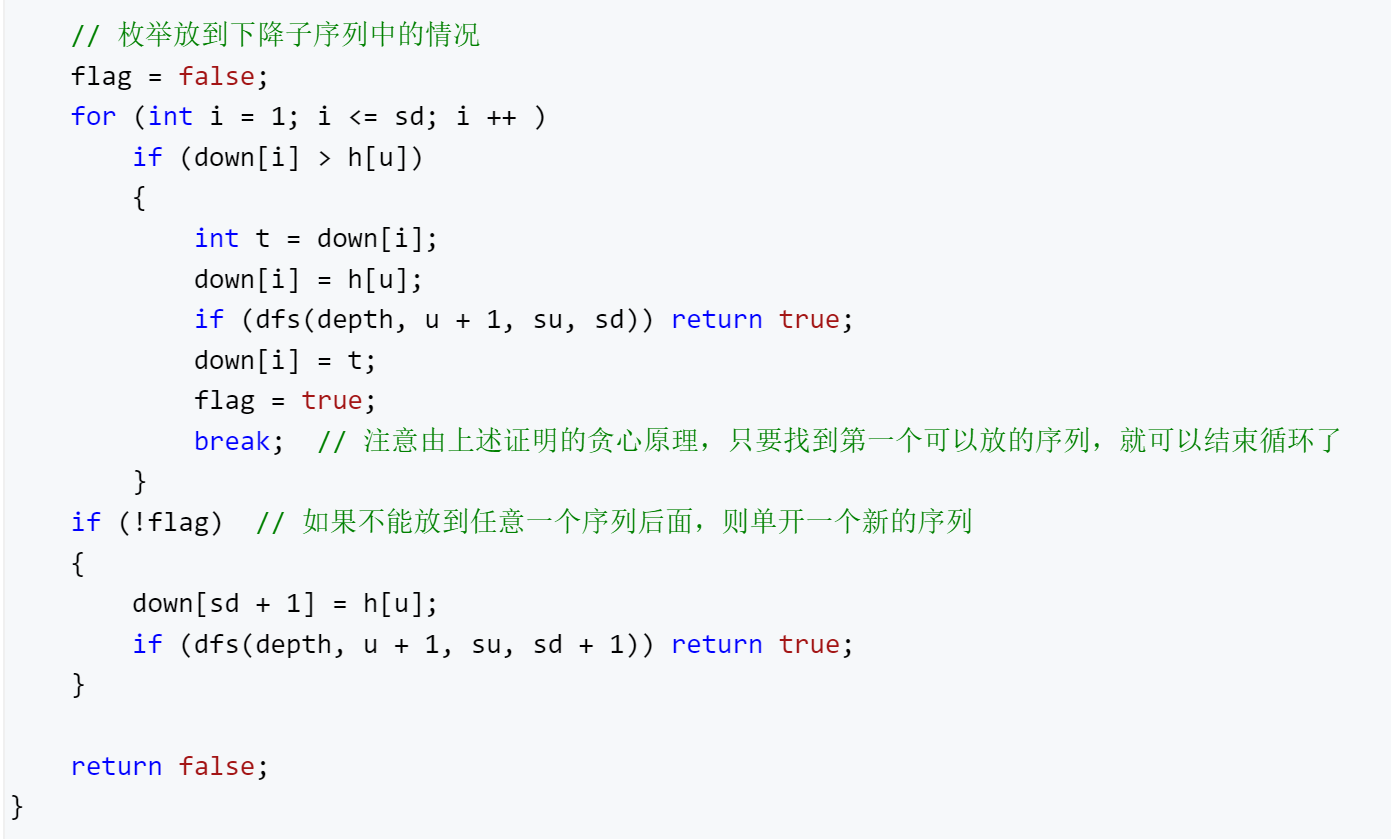 // 枚举放到下降子序列中的情况
flag = false;
for (int i = 1; i <= sd; i ++ )
if (down[i] > h[u])
{
int t = down[i];
down[i] = h[u];
if (dfs(depth, u + 1, su, sd)) return true;
down[i] = t;
flag = true;
break;  // 注意由上述证明的贪心原理，只要找到第一个可以放的序列，就可以结束循环了
}
if (!flag)  // 如果不能放到任意一个序列后面，则单开一个新的序列
{
down[sd + 1] = h[u];
if (dfs(depth, u + 1, su, sd + 1)) return true;
}
return false;
}